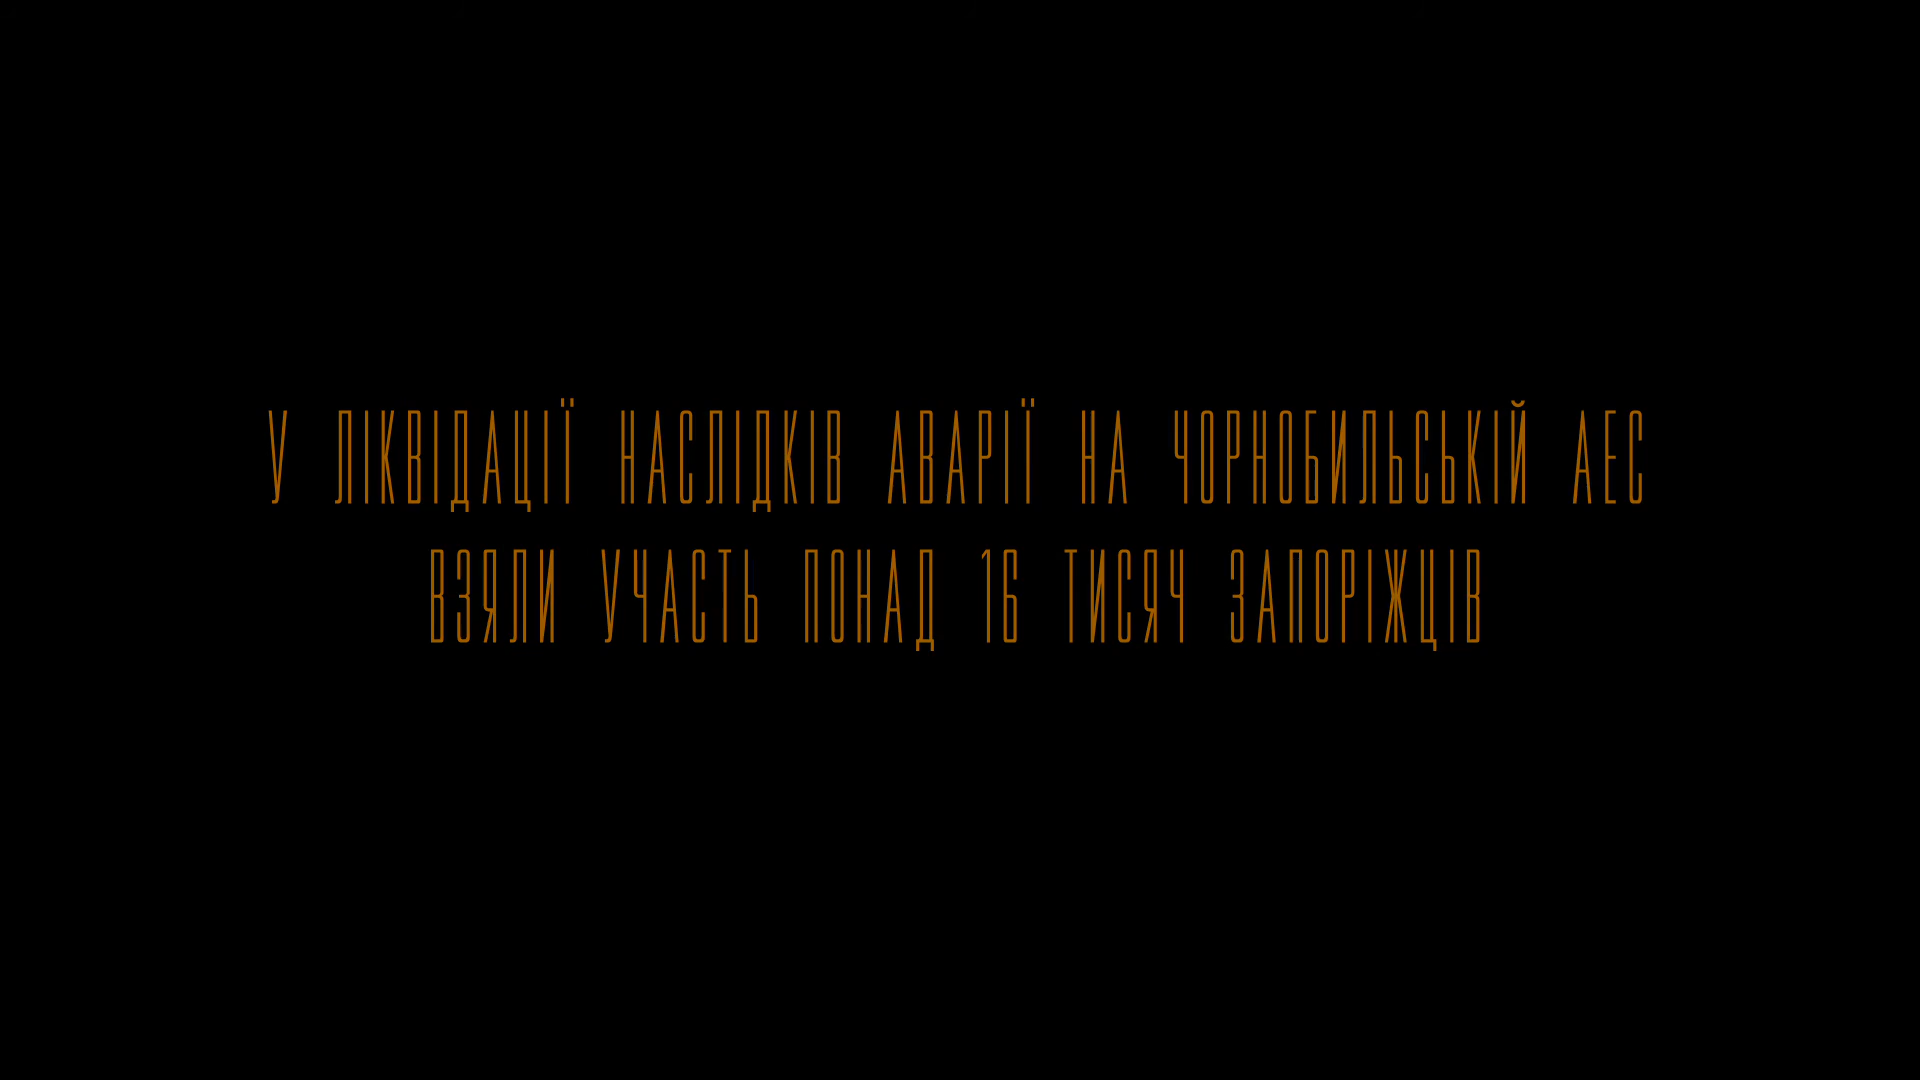 У ЛІКВІДАЦІЇ НАСЛІДКІВ АВАРІЇ НА ЧОРНОБИЛЬСЬКІЙ АЕС
ВЗЯЛИ УЧАСТЬ ПОНАД 16 ТИСЯЧ ЗАПОРІЖЦІВ